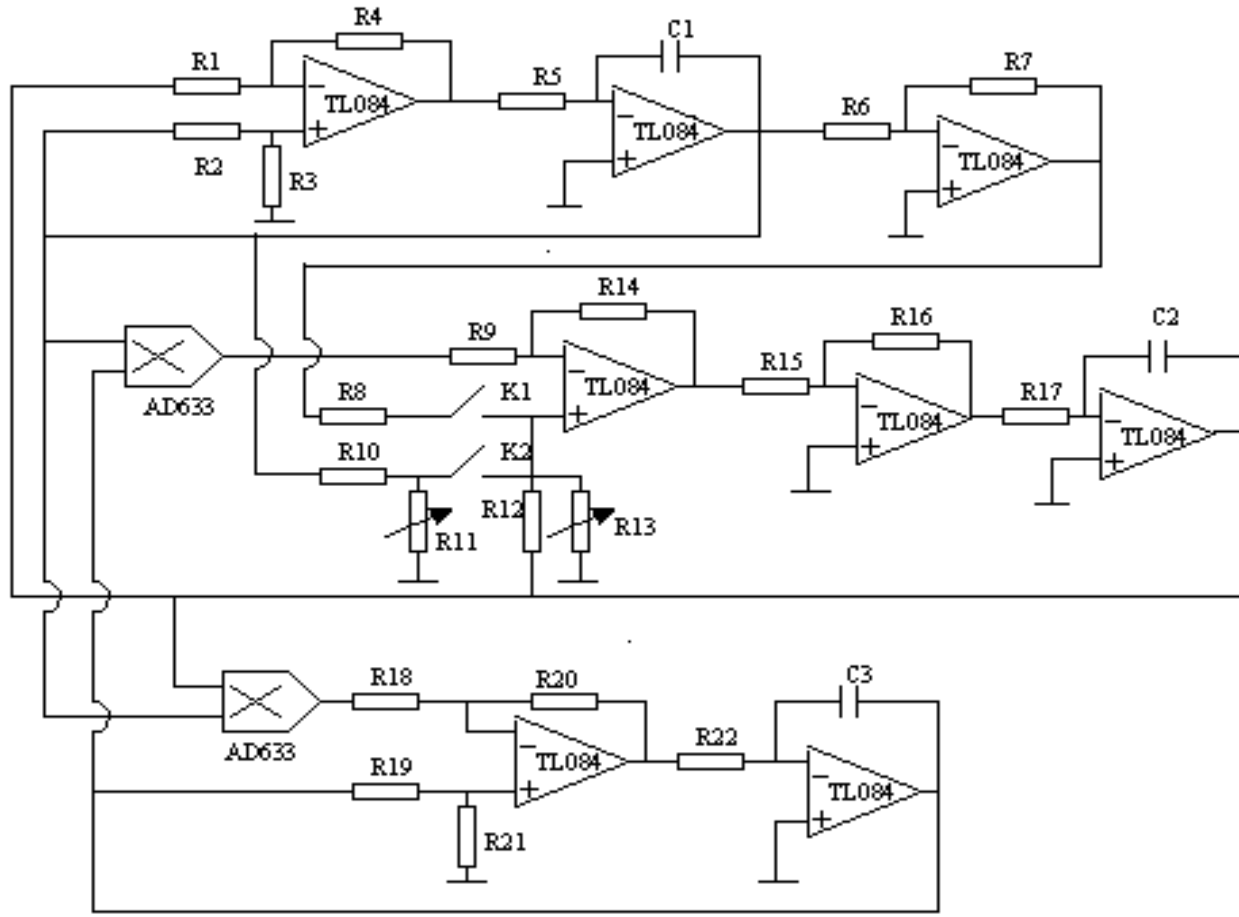 R4
C1
R1
R5
R7
TL084
R6
TL084
R2
TL084
R3
R14
C2
R9
R16
R15
TL084
AD633
R8
K1
R17
TL084
TL084
R10
K2
R12
R11
R13
R18
R20
C3
AD633
R22
TL084
R19
TL084
R21